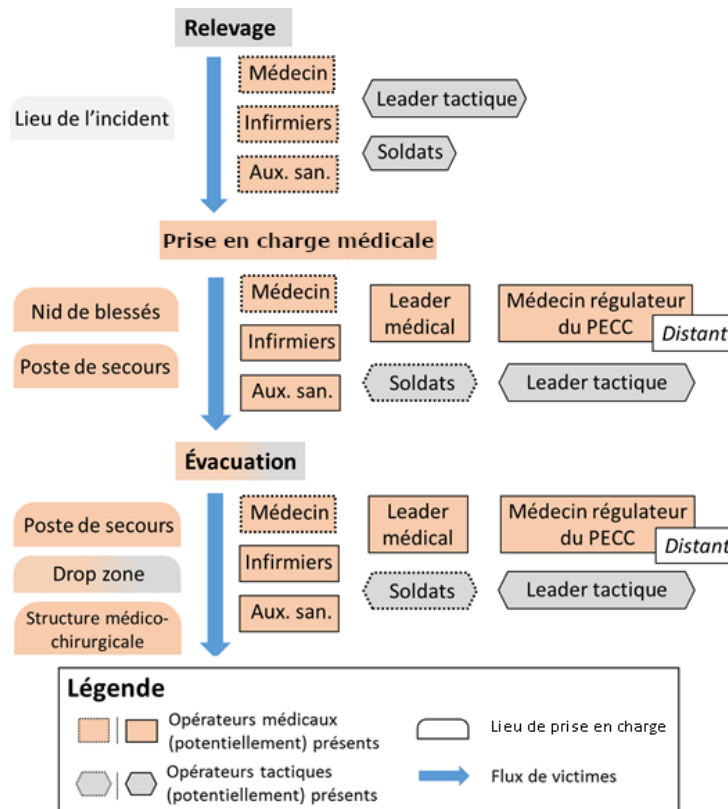 Relevage
Médecin
Leader tactique
Lieu de l'incident
Infirmiers
Soldats
Aux. san.
Prise en charge médicale
Nid de blessés
Médecin
Leader
médical
Médecin régulateur
du PECC
Distant
Infirmiers
Poste de secours
Aux. san.
Soldats
Leader tactique
Évacuation
Poste de secours
Médecin
Leader
médical
Médecin régulateur
du PECC
Distant
Infirmiers
Drop zone
Soldats
Leader tactique
Aux. san.
Structure médico-
chirurgicale
Légende
Opérateurs médicaux
(potentiellement) présents
Lieu de prise en charge
Opérateurs tactiques
(potentiellement) présents
Flux de victimes